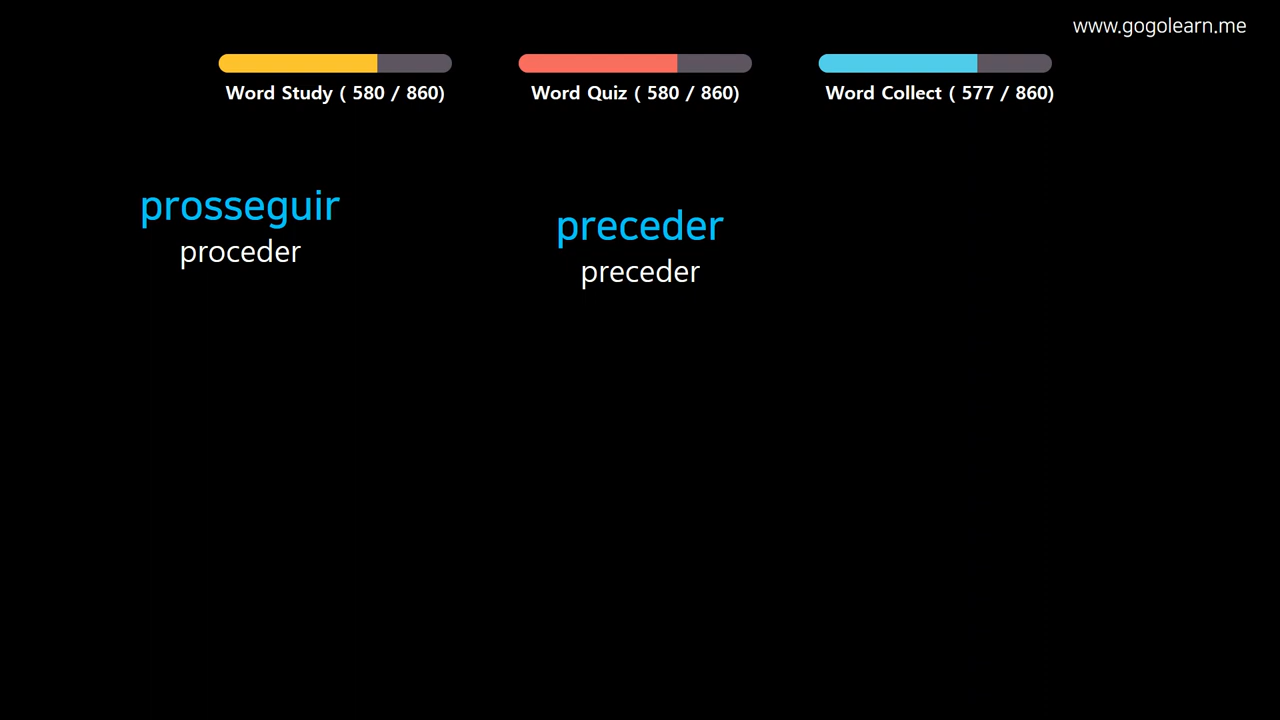 www.gogolearn.me
Word Study ( 580 / 860)
Word Quiz ( 580 / 860)
Word Collect ( 577 / 860)
prosseguir
proceder
preceder
preceder